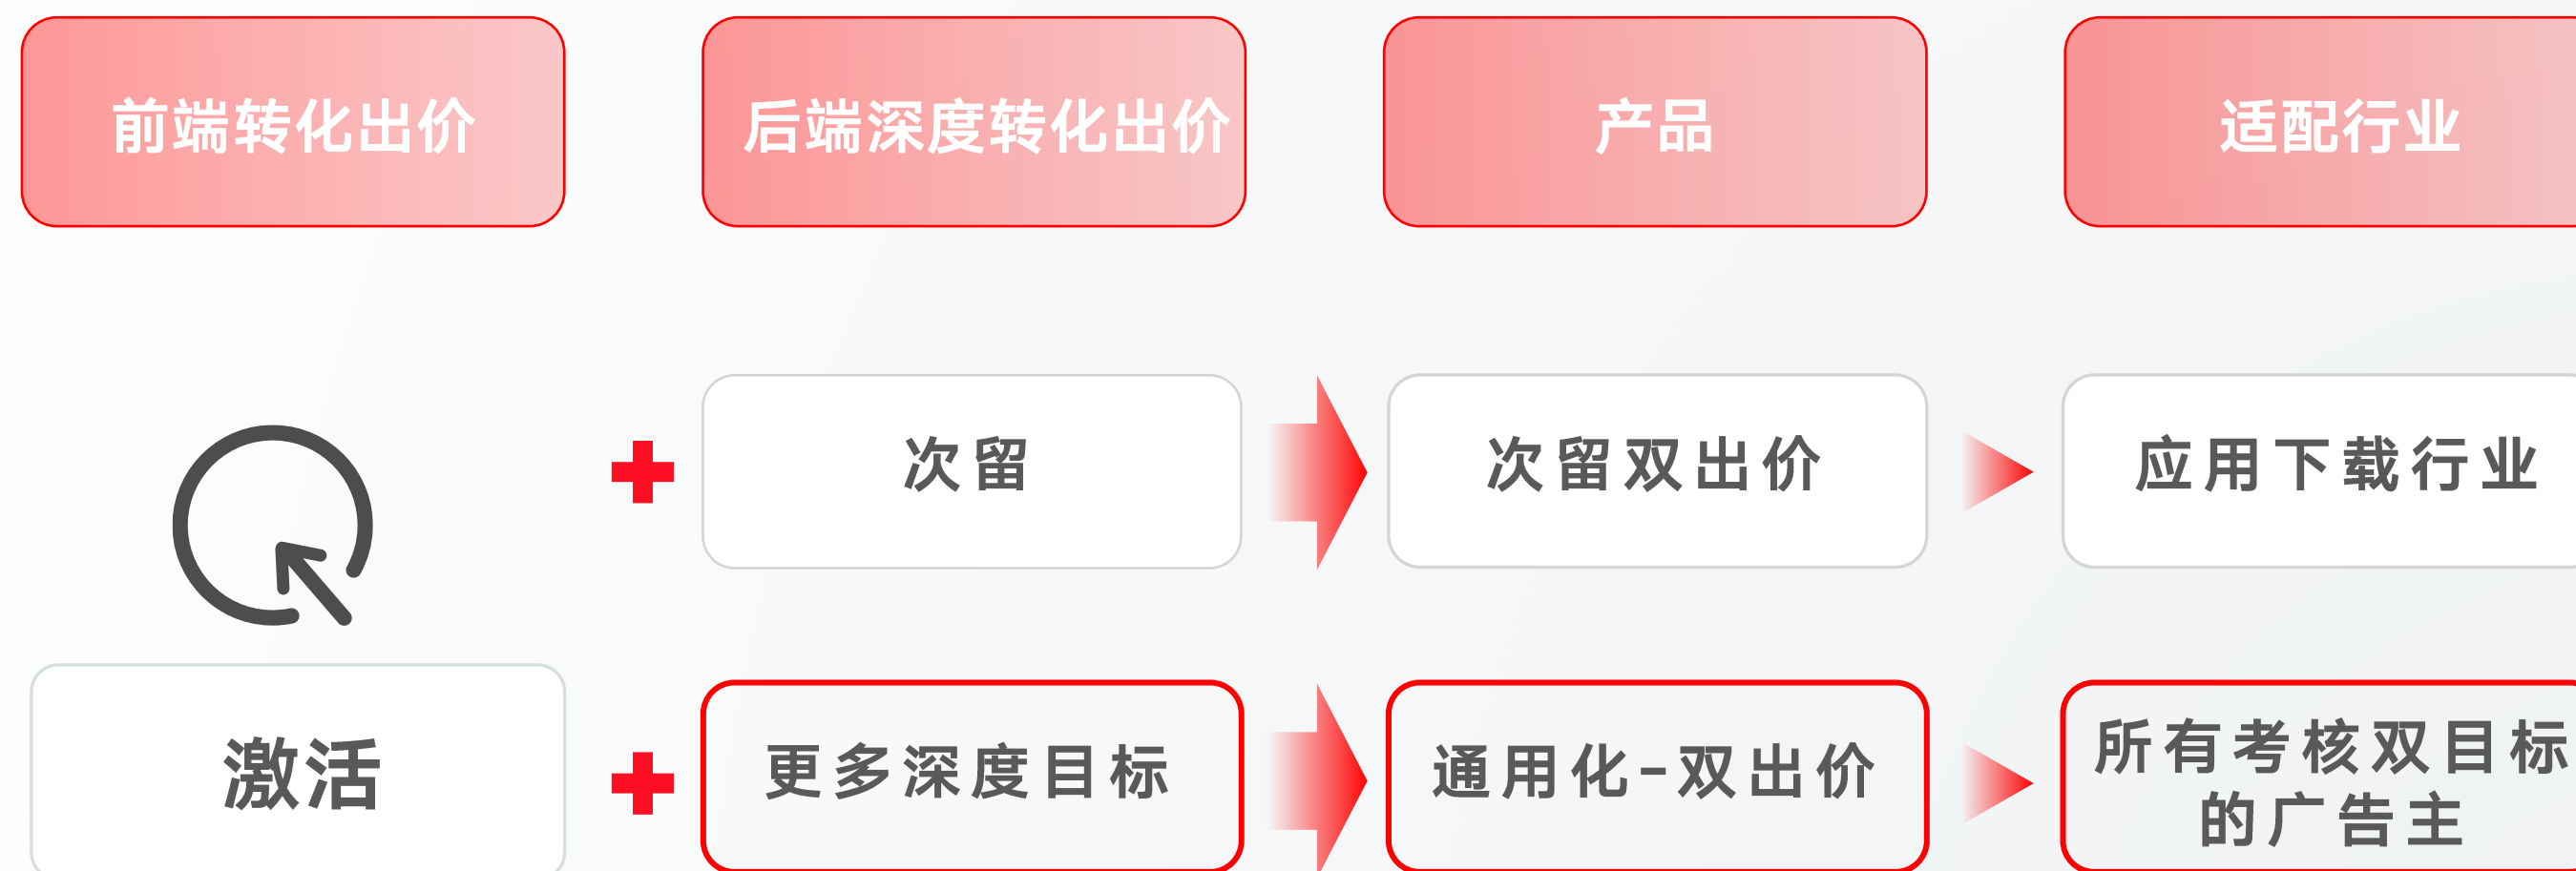 前端转化出价
后端深度转化出价
产品
适配行业
次留
次留双出价
应用下载行业
激活
更多深度目标
通用化-双出价
所有考核双目标
的广告主